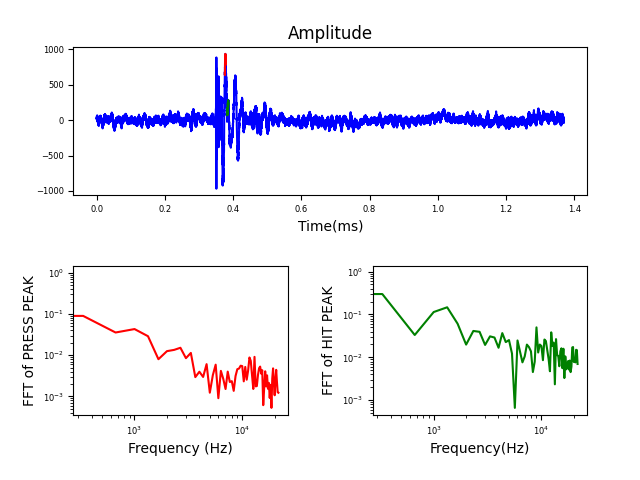 Amplitude
1000
500
0
−500
−1000
0.0 0.2 0.4 0.6 0.8 1.0 1.2 1.4
Time(ms)
FFT of PRESS PEAK
10⁰
10⁻¹
10⁻²
10⁻³
10³ 10⁴
Frequency (Hz)
FFT of HIT PEAK
10⁰
10⁻¹
10⁻²
10⁻³
10³ 10⁴
Frequency(Hz)